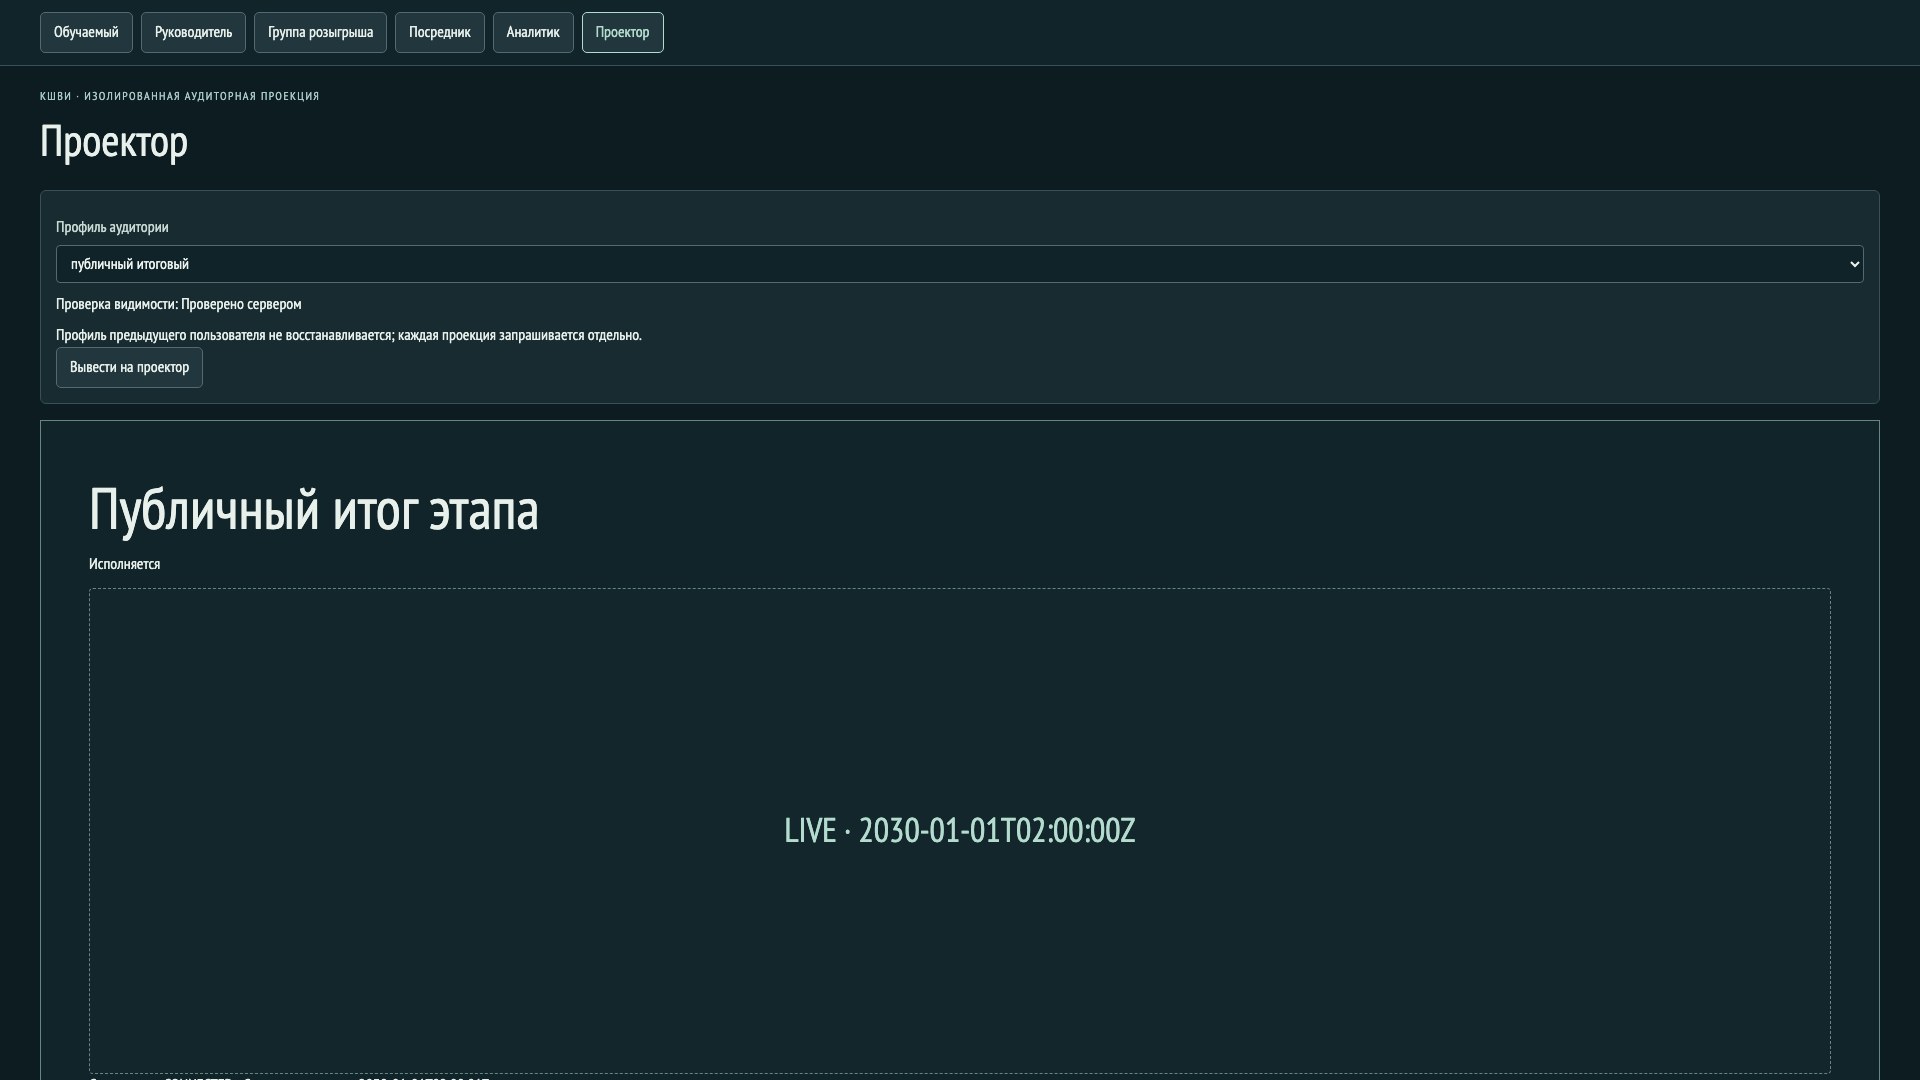 Обучаемый Руководитель Группа розыгрыша Посредник Аналитик Проектор
КШВИ · ИЗОЛИРОВАННАЯ АУДИТОРНАЯ ПРОЕКЦИЯ
Проектор
Профиль аудитории
публичный итоговый
Проверка видимости: Проверено сервером
Профиль предыдущего пользователя не восстанавливается; каждая проекция запрашивается отдельно.
Вывести на проектор
Публичный итог этапа
Исполняется
LIVE · 2030-01-01T02:00:00Z